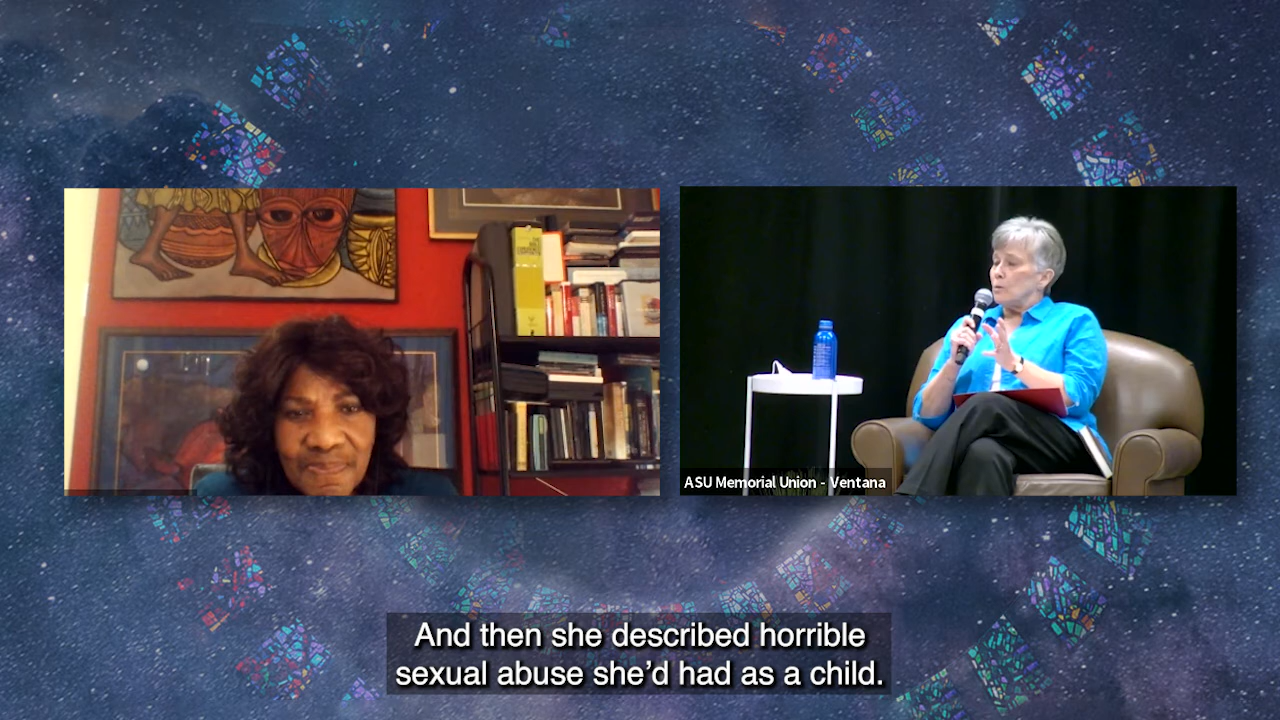 ASU Memorial Union - Ventana
And then she described horrible
sexual abuse she’d had as a child.